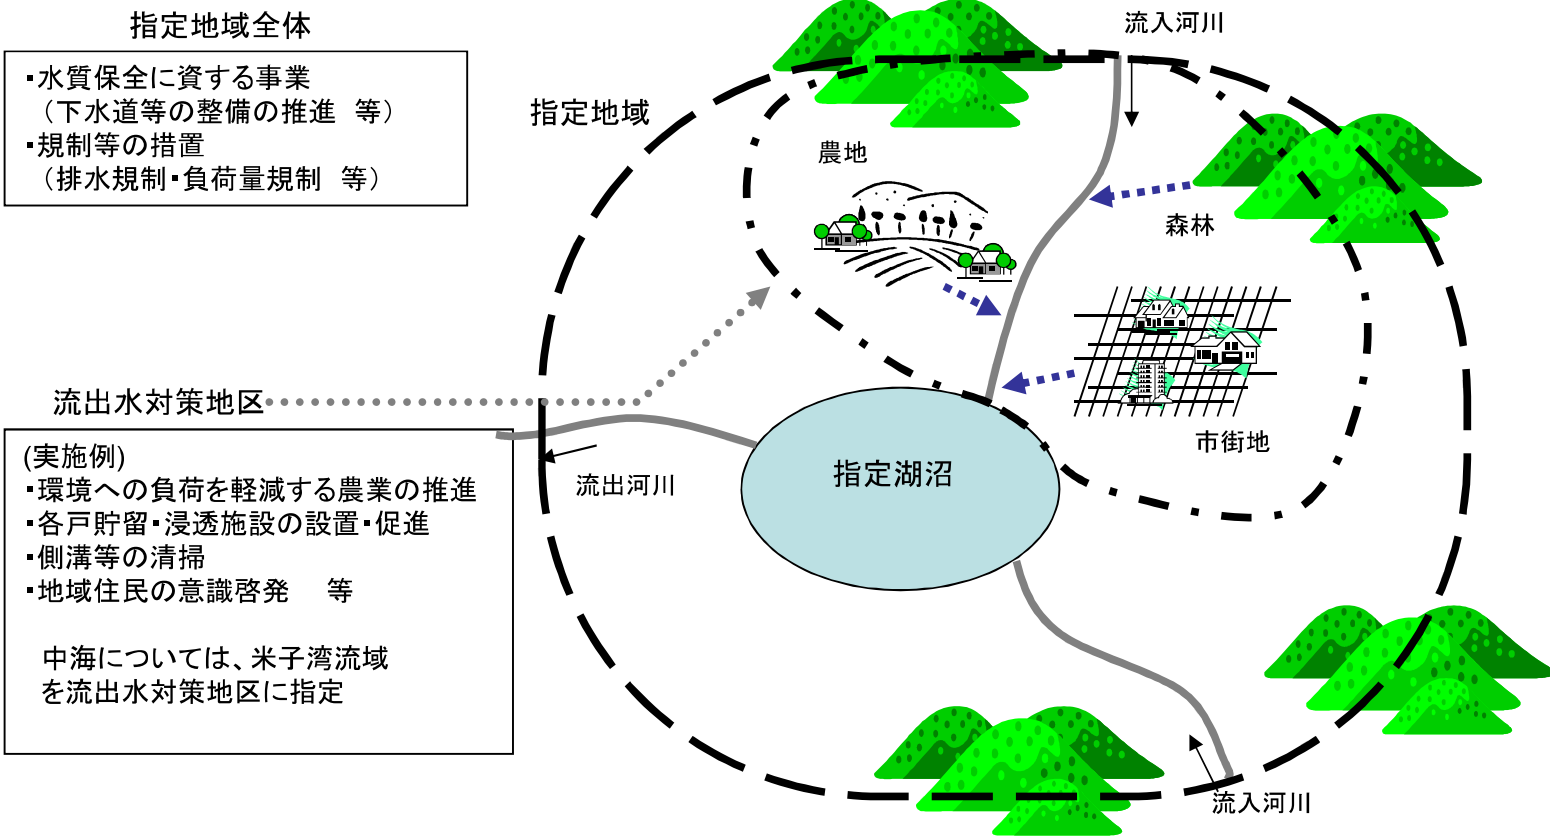 指定地域全体
・水質保全に資する事業
（下水道等の整備の推進　等）
・規制等の措置
（排水規制・負荷量規制　等）
流入河川
指定地域
農地
森林
市街地
流出水対策地区
(実施例)
・環境への負荷を軽減する農業の推進
・各戸貯留・浸透施設の設置・促進
・側溝等の清掃
・地域住民の意識啓発　等
中海については、米子湾流域
を流出水対策地区に指定
流出河川
指定湖沼
流入河川